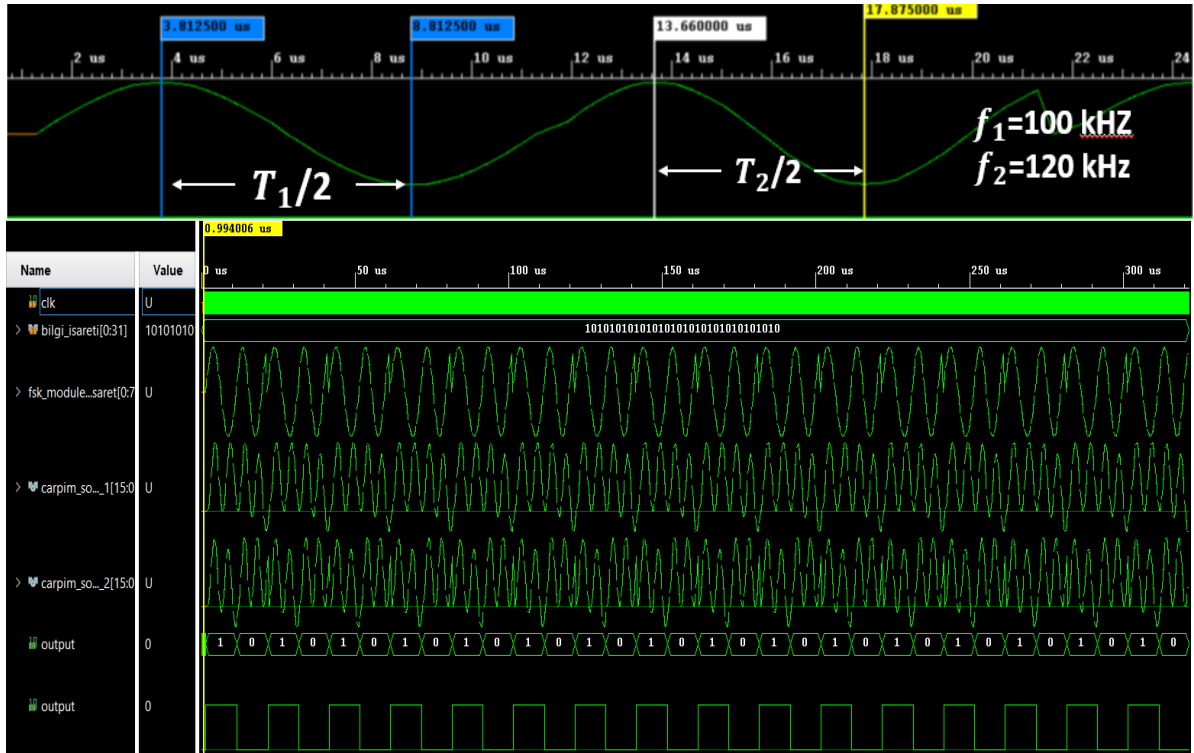 3.812500 us 8.812500 us 13.660000 us 17.875000 us
2 us 4 us 6 us 8 us 10 us 12 us 14 us 16 us 18 us 20 us 22 us 24
T₁/2
T₂/2
f₁=100 kHZ
f₂=120 kHz
0.994006 us
Name Value 0 us 50 us 100 us 150 us 200 us 250 us 300 us
clk U
bilgi_isareti[0:31] 10101010 10101010101010101010101010101010
fsk_module...saret[0:7 U
carpim_so..._1[15:0 U
carpim_so..._2[15:0 U
output 0 1 0 1 0 1 0 1 0 1 0 1 0 1 0 1 0 1 0 1 0 1 0 1 0 1 0 1 0 1 0 1 0
output 0